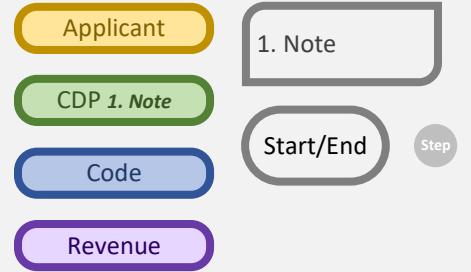 Applicant
CDP 1. Note
Code
Revenue
1. Note
Start/End
Step